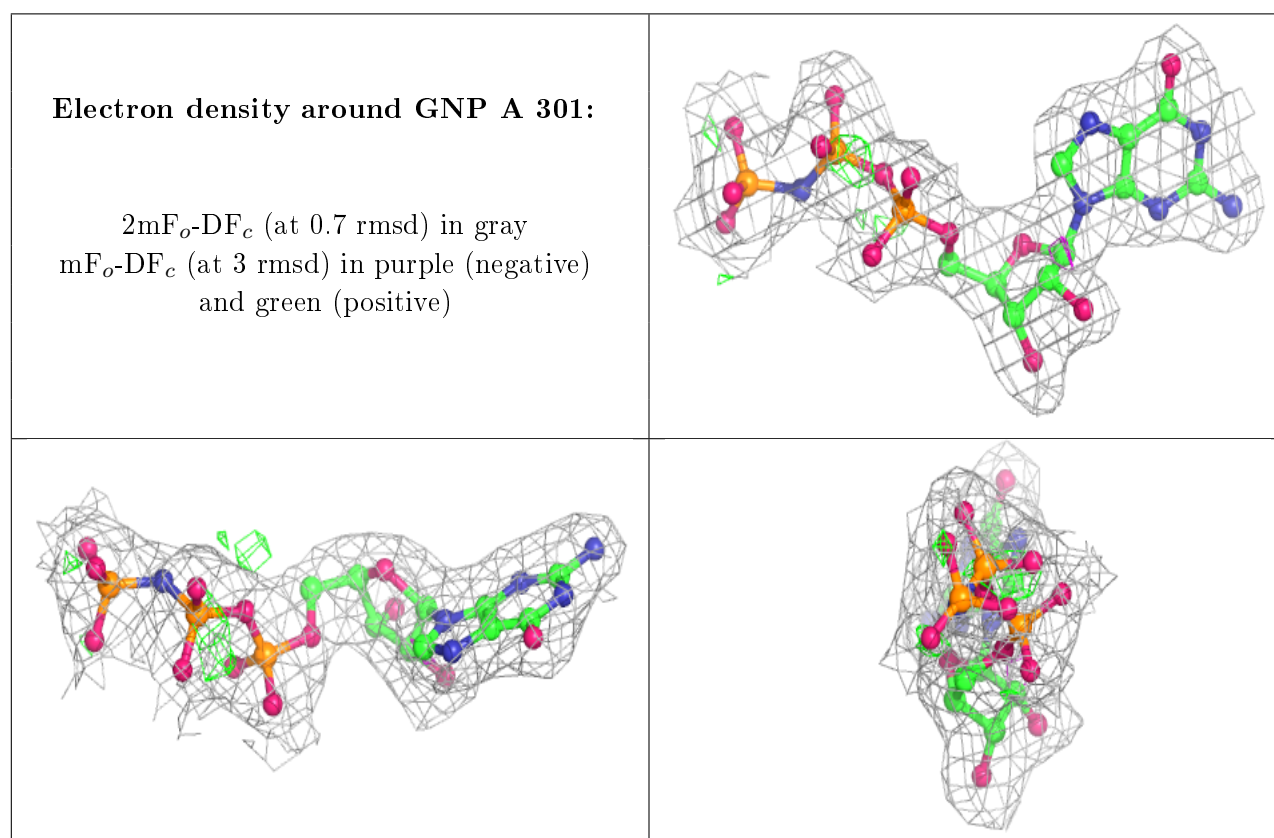 Electron density around GNP A 301:
2mFo-DFc (at 0.7 rmsd) in gray
mFo-DFc (at 3 rmsd) in purple (negative)
and green (positive)